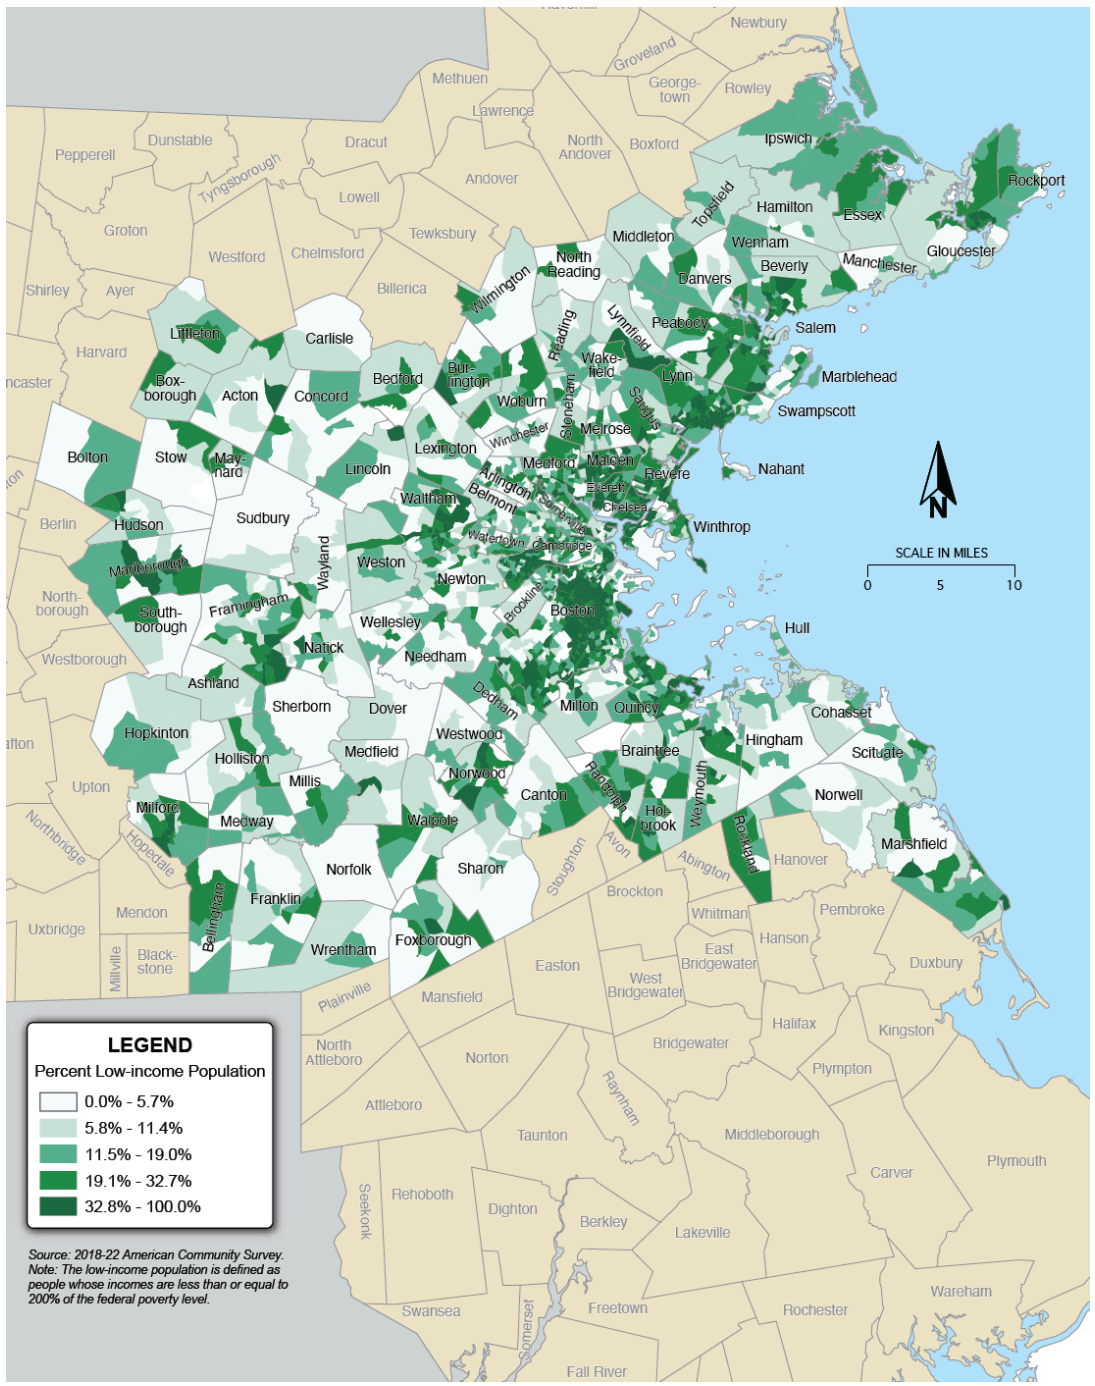 Newbury
Groveland
Methuen
George-
town
Rowley
Lawrence
Dunstable
Dracut
North
Andover
Boxford
Ipswich
Pepperell
Tyngsborough
Andover
Rockport
Lowell
Topsfield
Hamilton
Essex
Groton
Tewksbury
Middleton
Wenham
Gloucester
Westford
Chelmsford
North
Reading
Beverly
Manchester
Shirley
Ayer
Billerica
Wilmington
Danvers
Littleton
Carlisle
Reading
Lynnfield
Peabody
Salem
Harvard
Wake-
field
Box-
borough
Acton
Concord
Bedford
Bur-
lington
Lynn
Marblehead
Woburn
Stoneham
Saugus
Swampscott
Melrose
Winchester
Bolton
Stow
May-
nard
Lincoln
Lexington
Medford
Malden
Revere
Nahant
Arlington
Everett
Belmont
Somerville
Chelsea
Waltham
Berlin
Hudson
Sudbury
Winthrop
Watertown
Cambridge
N
SCALE IN MILES
0
5
10
Marlborough
Wayland
Weston
Newton
North-
borough
South-
borough
Framingham
Brookline
Boston
Wellesley
Hull
Westborough
Natick
Needham
Ashland
Sherborn
Dover
Dedham
Milton
Quincy
Cohasset
Hopkinton
Westwood
Hingham
Scituate
Holliston
Medfield
Braintree
Upton
Millis
Norwood
Canton
Randolph
Weymouth
Norwell
Milford
Medway
Walpole
Hol-
brook
Northbridge
Hopedale
Rockland
Marshfield
Norfolk
Sharon
Stoughton
Avon
Abington
Hanover
Franklin
Brockton
Bellingham
Mendon
Whitman
Pembroke
Uxbridge
Wrentham
Foxborough
Hanson
Millville
Black-
stone
Easton
East
Bridgewater
Duxbury
West
Bridgewater
Plainville
Mansfield
Halifax
Kingston
North
Attleboro
Norton
Bridgewater
Plympton
Attleboro
Raynham
Taunton
Middleborough
Plymouth
Carver
Seekonk
Rehoboth
Dighton
Berkley
Lakeville
Swansea
Somerset
Freetown
Rochester
Wareham
Fall River
LEGEND
Percent Low-income Population
0.0% - 5.7%
5.8% - 11.4%
11.5% - 19.0%
19.1% - 32.7%
32.8% - 100.0%
Source: 2018-22 American Community Survey.
Note: The low-income population is defined as
people whose incomes are less than or equal to
200% of the federal poverty level.